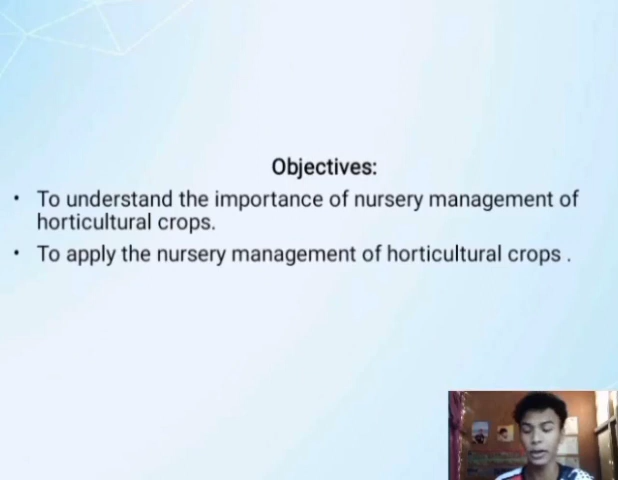 Objectives:
• To understand the importance of nursery management of
horticultural crops.
• To apply the nursery management of horticultural crops .